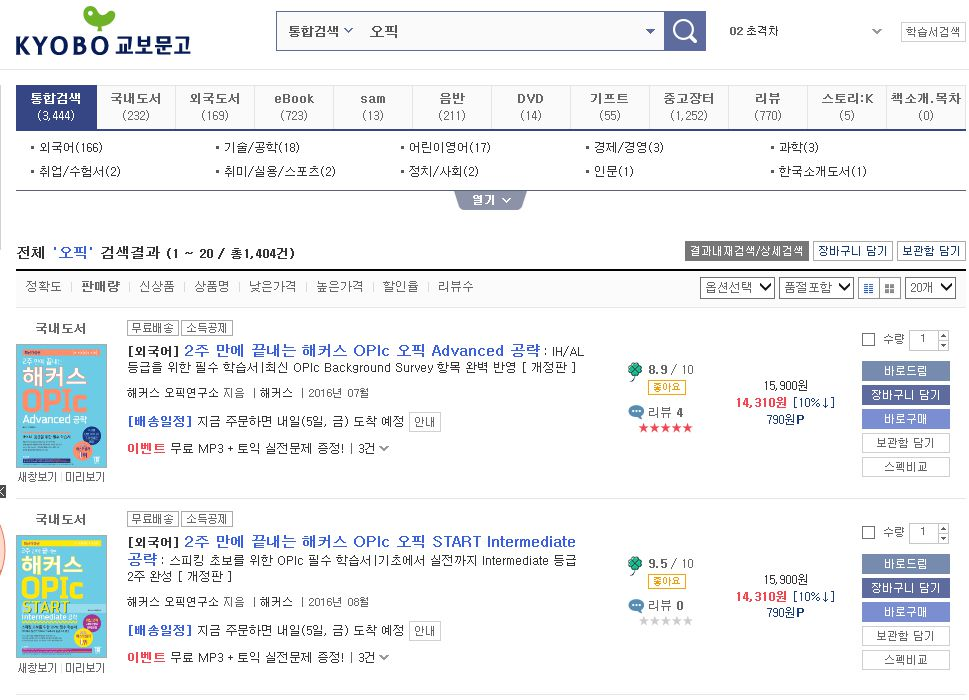 KYOBO 교보문고
통합검색 오픽
02 초격차
학습서검색
통합검색 국내도서 외국도서 eBook sam 음반 DVD 기프트 중고장터 리뷰 스토리:K 책소개.목차
(3,444) (232) (169) (723) (13) (211) (14) (55) (1,252) (770) (5) (0)
· 외국어(166) · 기술/공학(18) · 어린이영어(17) · 경제/경영(3) · 과학(3)
· 취업/수험서(2) · 취미/실용/스포츠(2) · 정치/사회(2) · 인문(1) · 한국소개도서(1)
열기
전체 '오픽' 검색결과 (1 ~ 20 / 총1,404건) 결과내재검색/상세검색 장바구니 담기 보관함 담기
정확도 판매량 신상품 상품명 낮은가격 높은가격 할인율 리뷰수 옵션선택 품절포함 20개
국내도서
2주 만에 끝내는
해커스
OPIc
Advanced 공략
새창보기 미리보기
무료배송 소득공제
[외국어] 2주 만에 끝내는 해커스 OPIc 오픽 Advanced 공략 : IH/AL
등급을 위한 필수 학습서|최신 OPIc Background Survey 항목 완벽 반영 [ 개정판 ]
해커스 오픽연구소 지음 | 해커스 | 2016년 07월
[배송일정] 지금 주문하면 내일(5일, 금) 도착 예정 안내
이벤트 무료 MP3 + 토익 실전문제 증정! | 3건
8.9 / 10
좋아요
리뷰 4
★★★★★
15,900원
14,310원 [10%↓]
790원P
수량 1
바로드림
장바구니 담기
바로구매
보관함 담기
스펙비교
국내도서
2주 만에 끝내는
해커스
OPIc
START
Intermediate 공략
새창보기 미리보기
무료배송 소득공제
[외국어] 2주 만에 끝내는 해커스 OPIc 오픽 START Intermediate
공략 : 스피킹 초보를 위한 OPIc 필수 학습서|기초에서 실전까지 Intermediate 등급
2주 완성 [ 개정판 ]
해커스 오픽연구소 지음 | 해커스 | 2016년 08월
[배송일정] 지금 주문하면 내일(5일, 금) 도착 예정 안내
이벤트 무료 MP3 + 토익 실전문제 증정! | 3건
9.5 / 10
좋아요
리뷰 0
★★★★★
15,900원
14,310원 [10%↓]
790원P
수량 1
바로드림
장바구니 담기
바로구매
보관함 담기
스펙비교